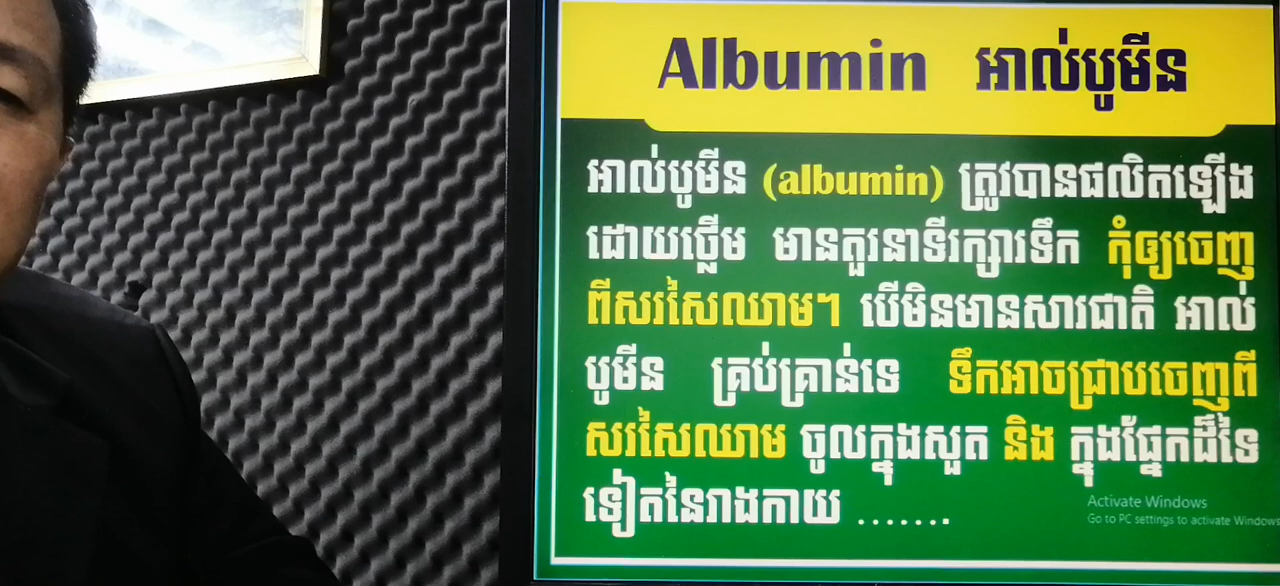 Albumin អាល់បូមីន
អាល់បូមីន (albumin) ត្រូវបានផលិតឡើង
ដោយថ្លើម មានតួរនាទីរក្សារទឹក កុំឲ្យចេញ
ពីសរសៃឈាម។ បើមិនមានសារជាតិ អាល់
បូមីន គ្រប់គ្រាន់ទេ ទឹកអាចជ្រាបចេញពី
សរសៃឈាម ចូលក្នុងសួត និង ក្នុងផ្នែកដ៏ទៃ
ទៀតនៃរាងកាយ .......
Activate Windows
Go to PC settings to activate Windows